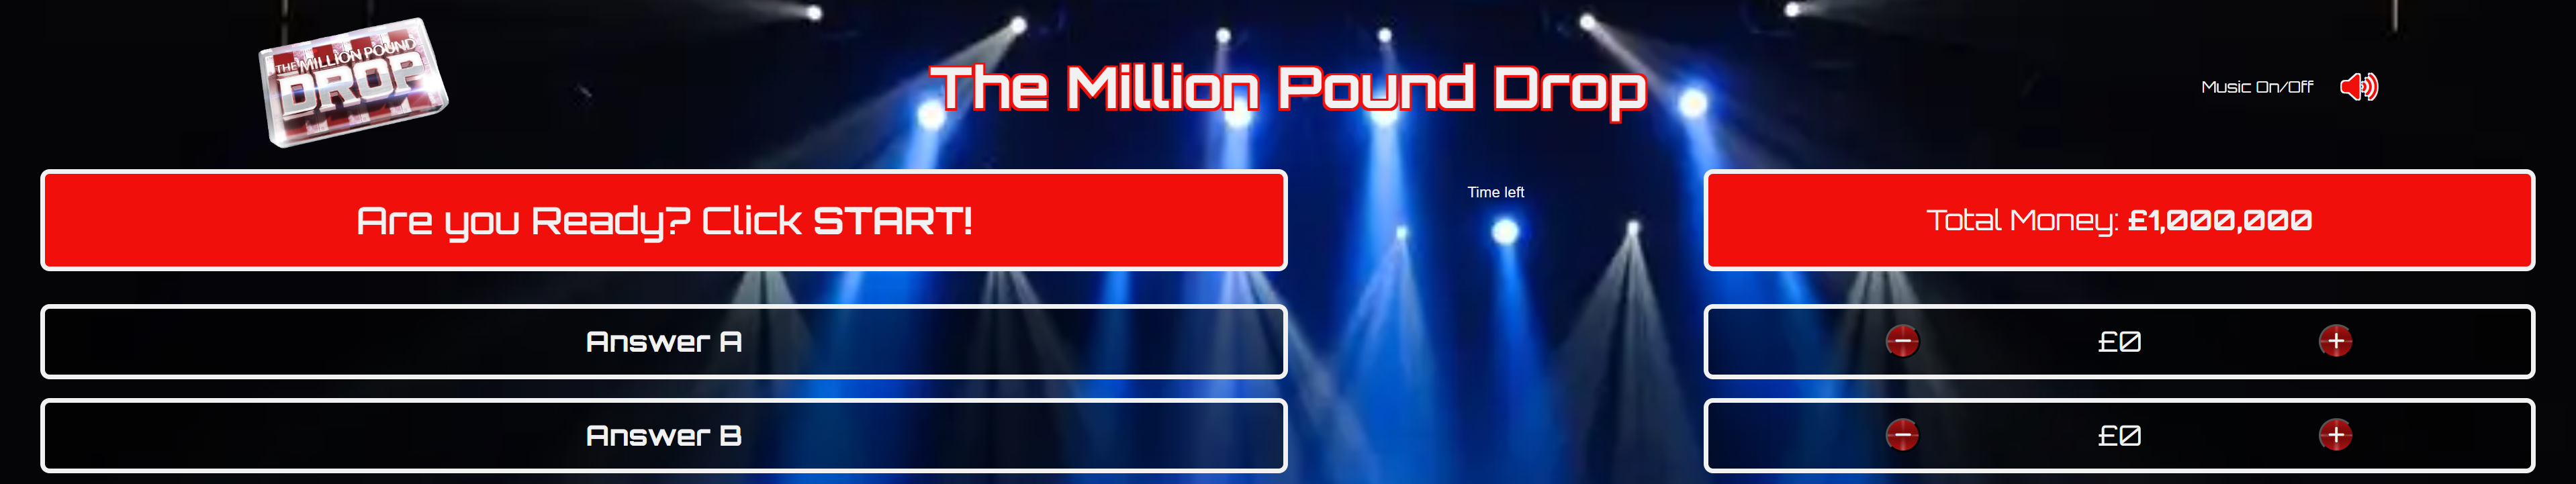 THE MILLION POUND
DROP
The Million Pound Drop
Music On/Off
Are you Ready? Click START!
Time left
Total Money: £1,000,000
Answer A
£0
Answer B
£0